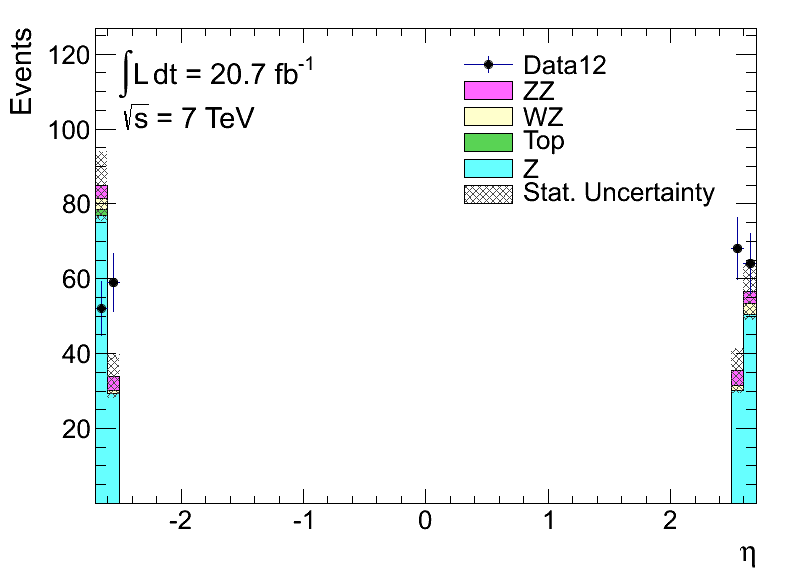 Events
120
100
80
60
40
20
∫L dt = 20.7 fb⁻¹
√s = 7 TeV
Data12
ZZ
WZ
Top
Z
Stat. Uncertainty
-2 -1 0 1 2
η